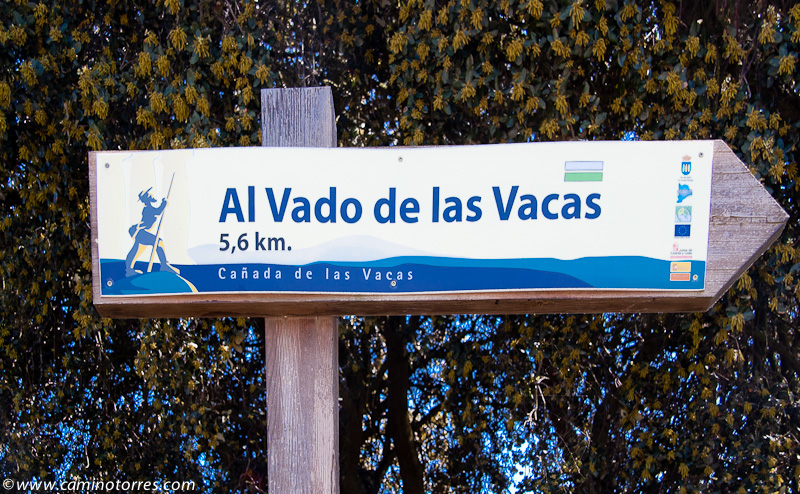 Al Vado de las Vacas
5,6 km.
Cañada de las Vacas
© www.caminotorres.com